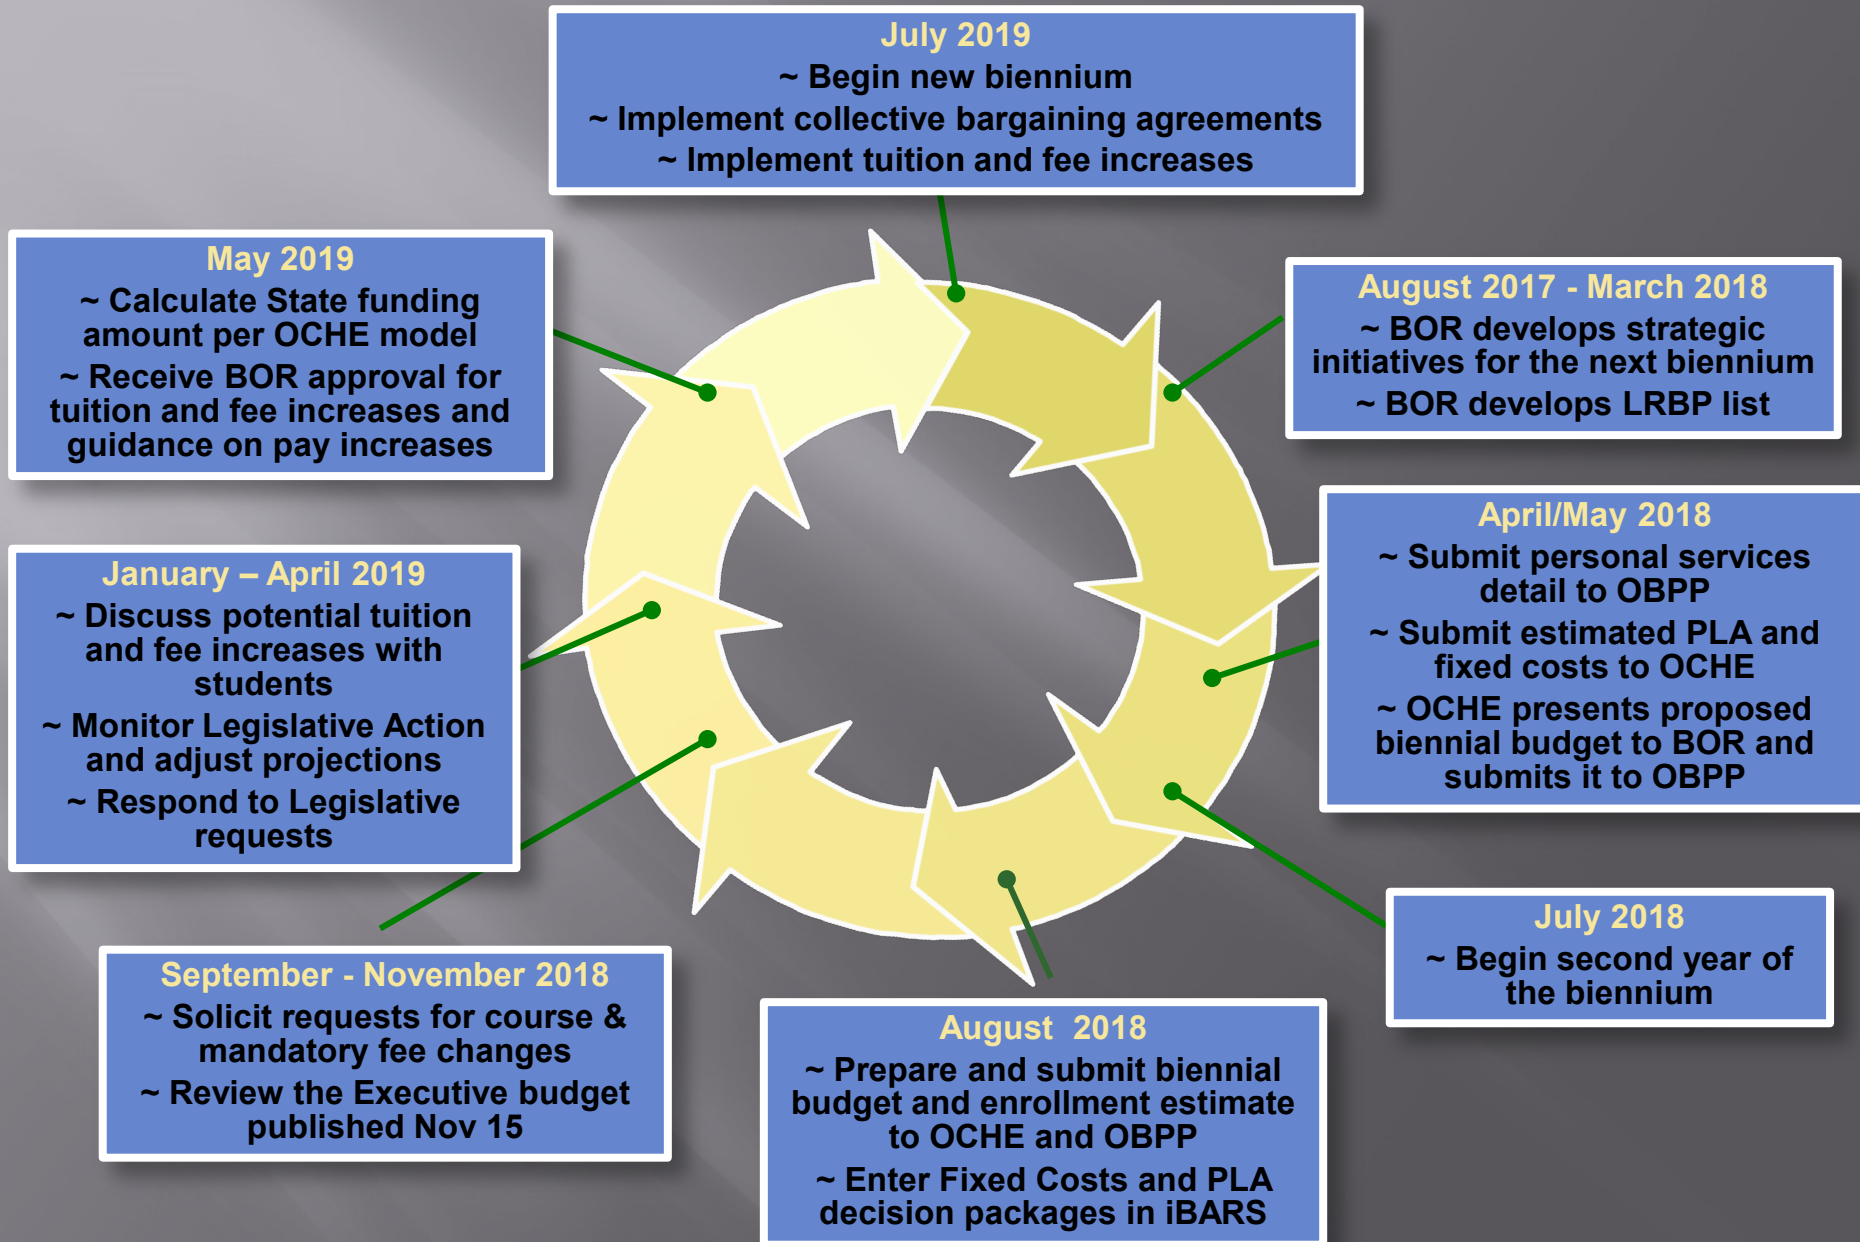 July 2019
~ Begin new biennium
~ Implement collective bargaining agreements
~ Implement tuition and fee increases
August 2017 - March 2018
~ BOR develops strategic
initiatives for the next biennium
~ BOR develops LRBP list
April/May 2018
~ Submit personal services
detail to OBPP
~ Submit estimated PLA and
fixed costs to OCHE
~ OCHE presents proposed
biennial budget to BOR and
submits it to OBPP
July 2018
~ Begin second year of
the biennium
August  2018
~ Prepare and submit biennial
budget and enrollment estimate
to OCHE and OBPP
~ Enter Fixed Costs and PLA
decision packages in iBARS
September - November 2018
~ Solicit requests for course &
mandatory fee changes
~ Review the Executive budget
published Nov 15
January – April 2019
~ Discuss potential tuition
and fee increases with
students
~ Monitor Legislative Action
and adjust projections
~ Respond to Legislative
requests
May 2019
~ Calculate State funding
amount per OCHE model
~ Receive BOR approval for
tuition and fee increases and
guidance on pay increases